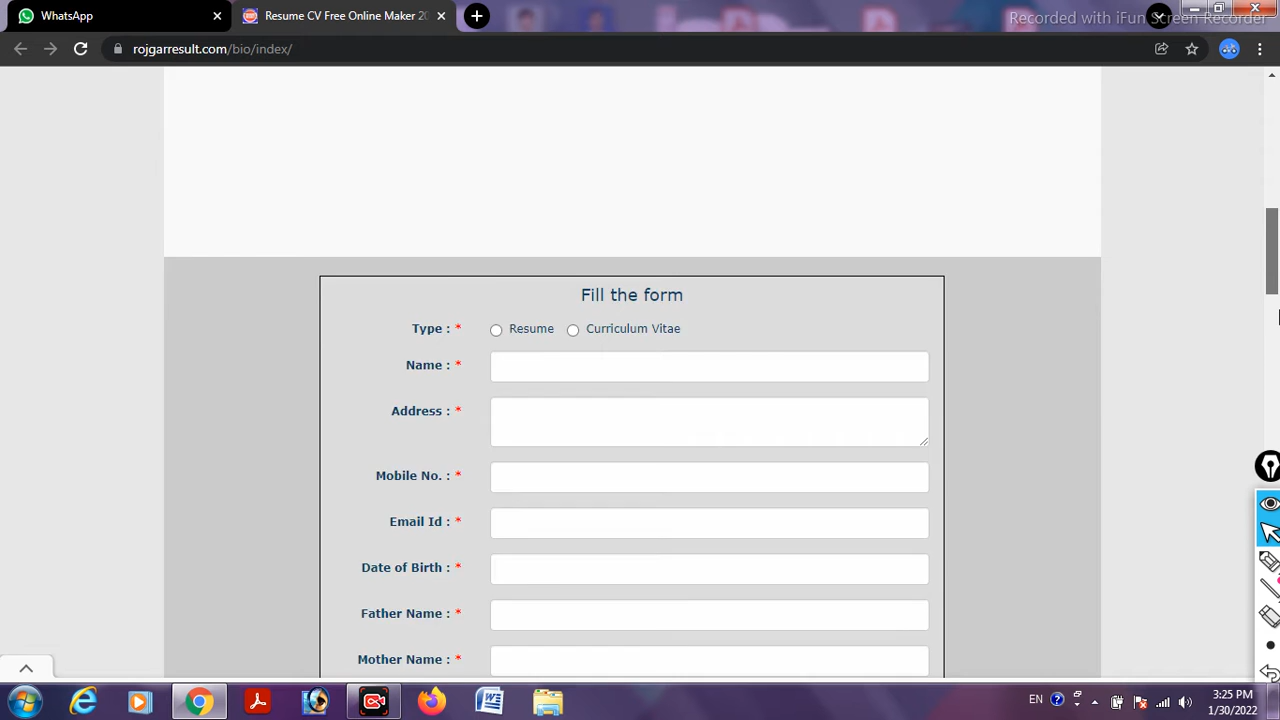 WhatsApp
Resume CV Free Online Maker 20
Recorded with iFun Screen Recorder
rojgarresult.com/bio/index/
Fill the form
Type : * Resume Curriculum Vitae
Name : *
Address : *
Mobile No. : *
Email Id : *
Date of Birth : *
Father Name : *
Mother Name : *
EN
3:25 PM
1/30/2022